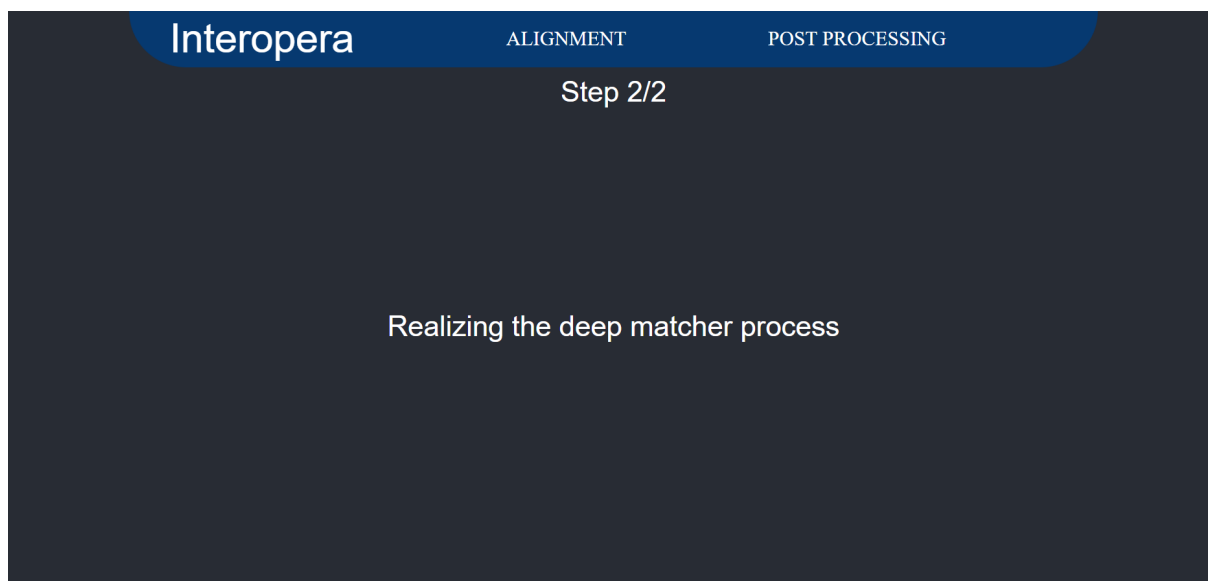 Interopera ALIGNMENT POST PROCESSING
Step 2/2
Realizing the deep matcher process